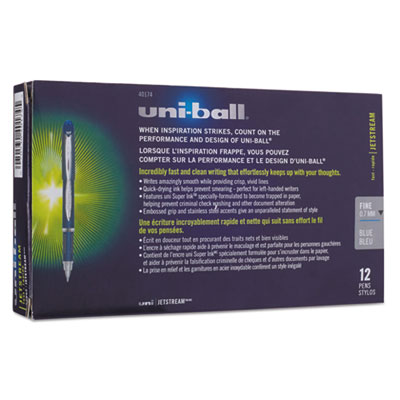 40174
uni-ball®
WHEN INSPIRATION STRIKES, COUNT ON THE
PERFORMANCE AND DESIGN OF UNI-BALL®
LORSQUE L'INSPIRATION FRAPPE, VOUS POUVEZ
COMPTER SUR LA PERFORMANCE ET LE DESIGN D'UNI-BALL®
Incredibly fast and clean writing that effortlessly keeps up with your thoughts.
• Writes amazingly smooth while providing crisp, vivid lines
• Quick-drying ink helps prevent smearing - perfect for left-handed writers
• Features uni Super Ink™ specially formulated to become trapped in paper,
helping prevent criminal check washing and other document alteration
• Embossed grip and stainless steel accents give an unparalleled statement of style
Une écriture incroyablement rapide et nette qui suit sans effort le fil
de vos pensées.
• Écrit en douceur tout en procurant des traits nets et bien visibles
• L'encre à séchage rapide aide à prévenir le maculage et est parfaite pour les personnes gauchères
• Contient de l'encre uni Super Ink™ spécialement formulée pour s'incruster dans le papier,
et aider à prévenir la falsification criminelle de chèques et d'autres documents par lavage
• La prise en relief et les garnitures en acier inoxydable confèrent un style inégalé
uni JETSTREAM
fast · rapide JETSTREAM
FINE
0.7 MM
BLUE
BLEU
12
PENS
STYLOS